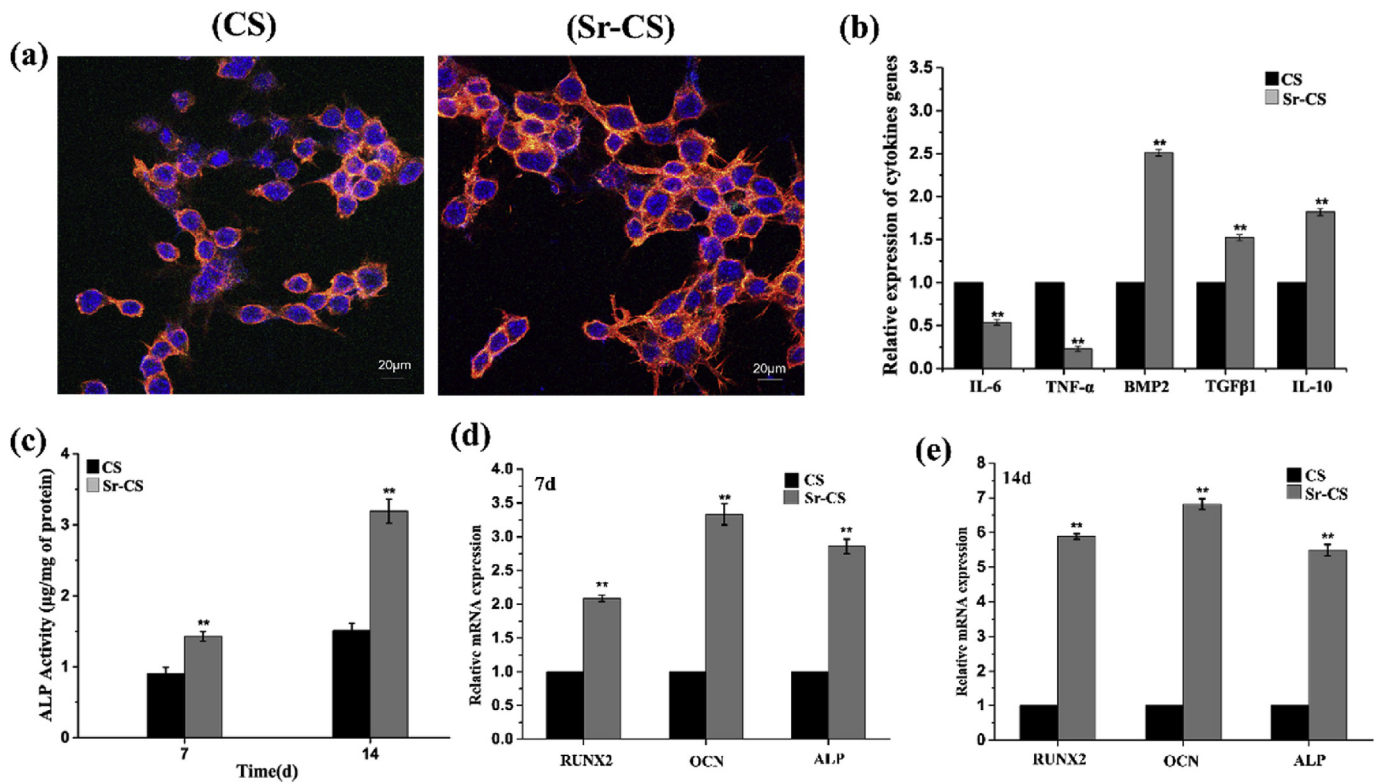 (CS)
(Sr-CS)
(a)
20μm
20μm
(b)
Relative expression of cytokines genes
3.5
3.0
2.5
2.0
1.5
1.0
0.5
0.0
CS
Sr-CS
**
**
**
**
**
IL-6
TNF-α
BMP2
TGFβ1
IL-10
(c)
ALP Activity (μg/mg of protein)
4
3
2
1
0
CS
Sr-CS
**
**
7
14
Time(d)
(d)
Relative mRNA expression
4.0
3.5
3.0
2.5
2.0
1.5
1.0
0.5
0.0
7d
CS
Sr-CS
**
**
**
RUNX2
OCN
ALP
(e)
Relative mRNA expression
8
7
6
5
4
3
2
1
0
14d
CS
Sr-CS
**
**
**
RUNX2
OCN
ALP